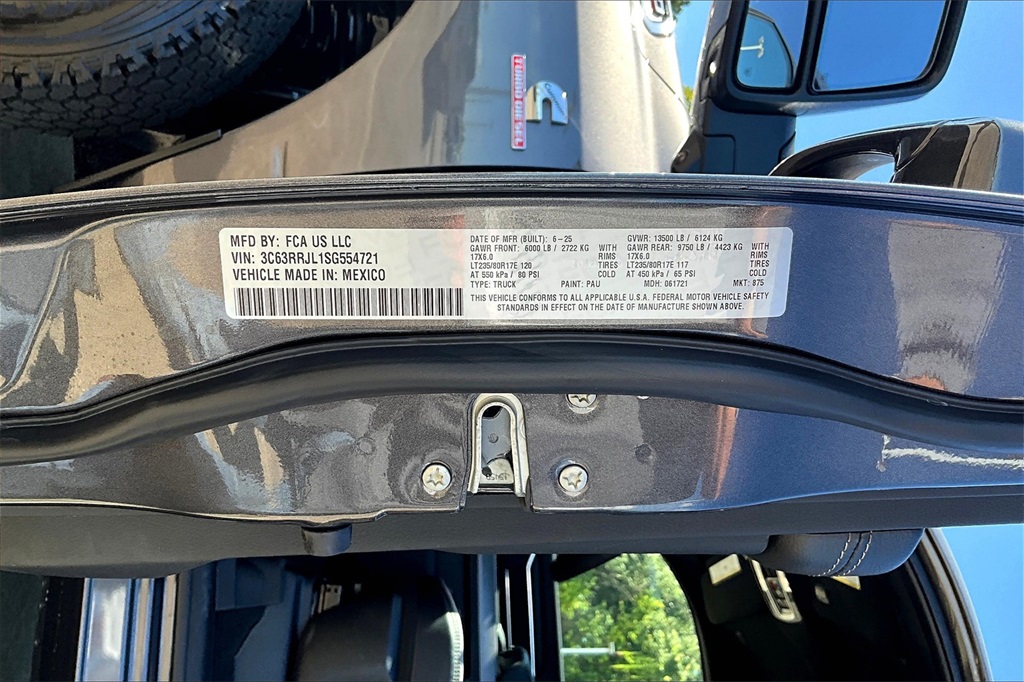 TURBO DIESEL
MFD BY: FCA US LLC
VIN: 3C63RRJL1SG554721
VEHICLE MADE IN: MEXICO
DATE OF MFR (BUILT): 6-25 GVWR: 13500 LB / 6124 KG
GAWR FRONT: 6000 LB / 2722 KG WITH GAWR REAR: 9750 LB / 4423 KG WITH
17X6.0 RIMS 17X6.0 RIMS
LT235/80R17E 120 TIRES LT235/80R17E 117 TIRES
AT 550 kPa / 80 PSI COLD AT 450 kPa / 65 PSI COLD
TYPE: TRUCK PAINT: PAU MDH: 061721 MKT: 875
THIS VEHICLE CONFORMS TO ALL APPLICABLE U.S.A. FEDERAL MOTOR VEHICLE SAFETY
STANDARDS IN EFFECT ON THE DATE OF MANUFACTURE SHOWN ABOVE.